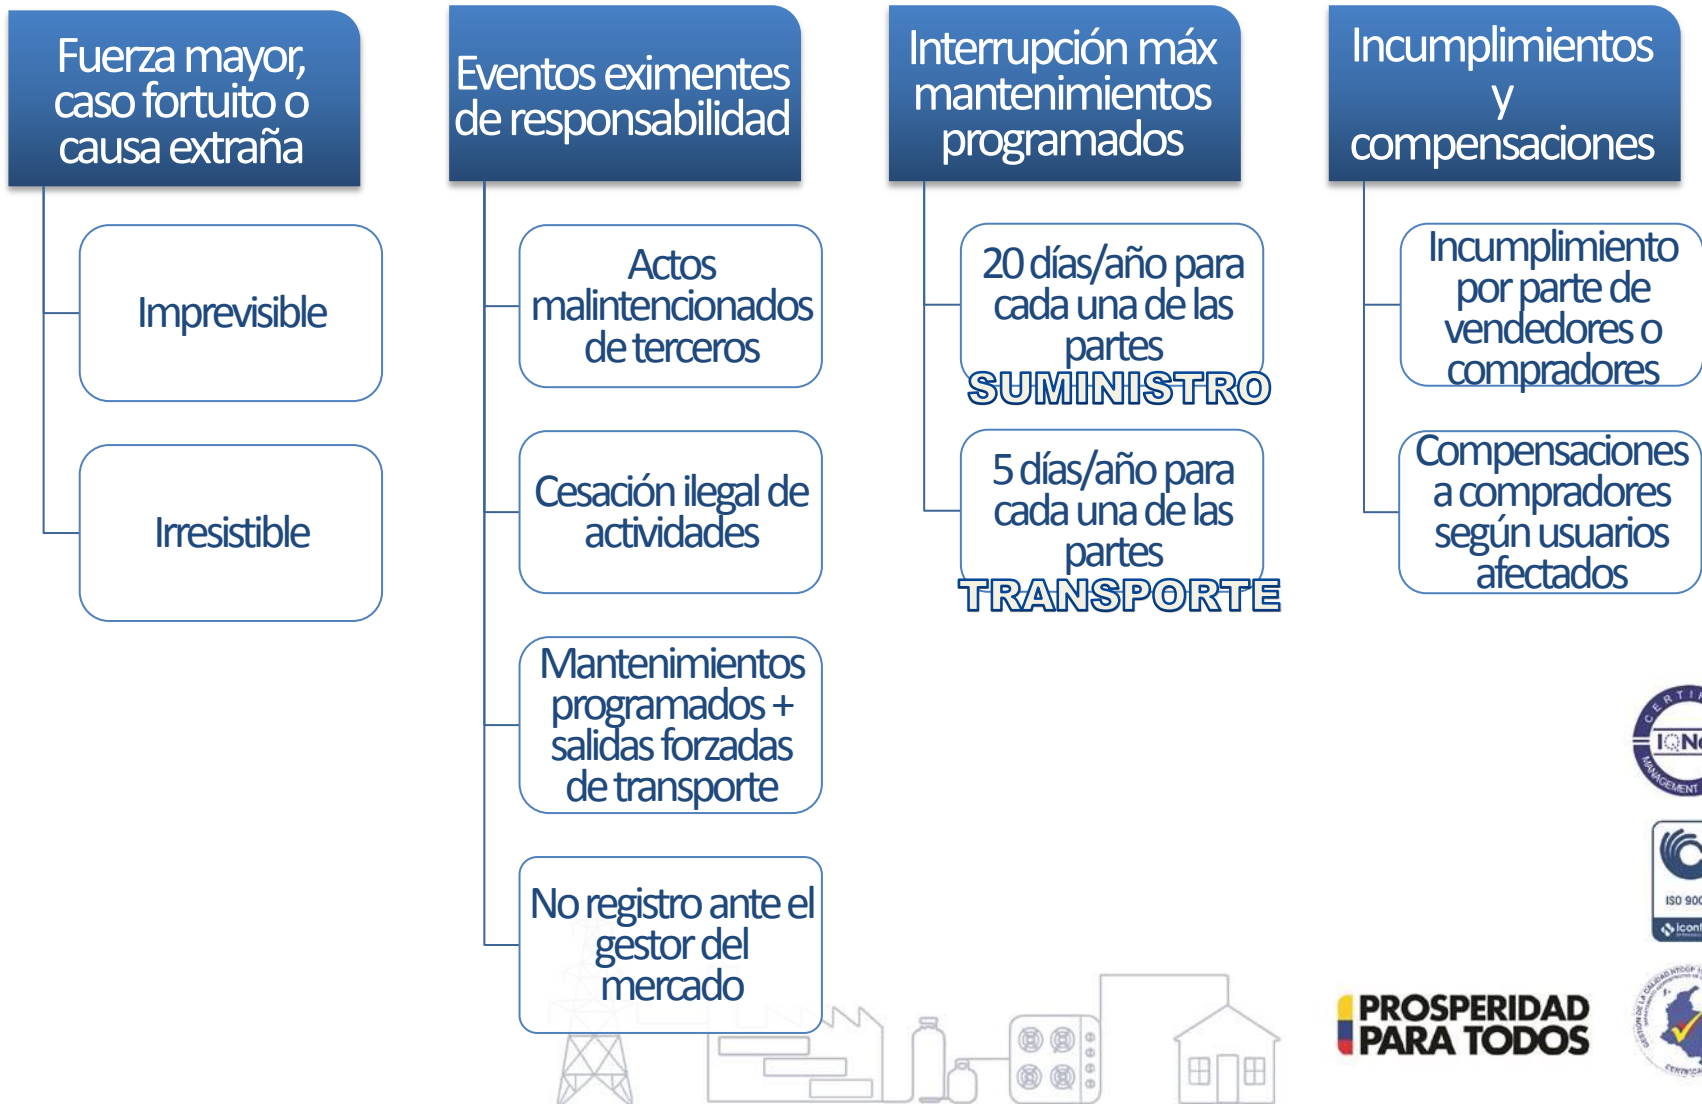 Fuerza mayor,
caso fortuito o
causa extraña
Imprevisible
Irresistible
Eventos eximentes
de responsabilidad
Actos
malintencionados
de terceros
Cesación ilegal de
actividades
Mantenimientos
programados +
salidas forzadas
de transporte
No registro ante el
gestor del
mercado
Interrupción máx
mantenimientos
programados
20 días/año para
cada una de las
partes
SUMINISTRO
5 días/año para
cada una de las
partes
TRANSPORTE
Incumplimientos
y
compensaciones
Incumplimiento
por parte de
vendedores o
compradores
Compensaciones
a compradores
según usuarios
afectados
PROSPERIDAD
PARA TODOS
MANAGEMENT